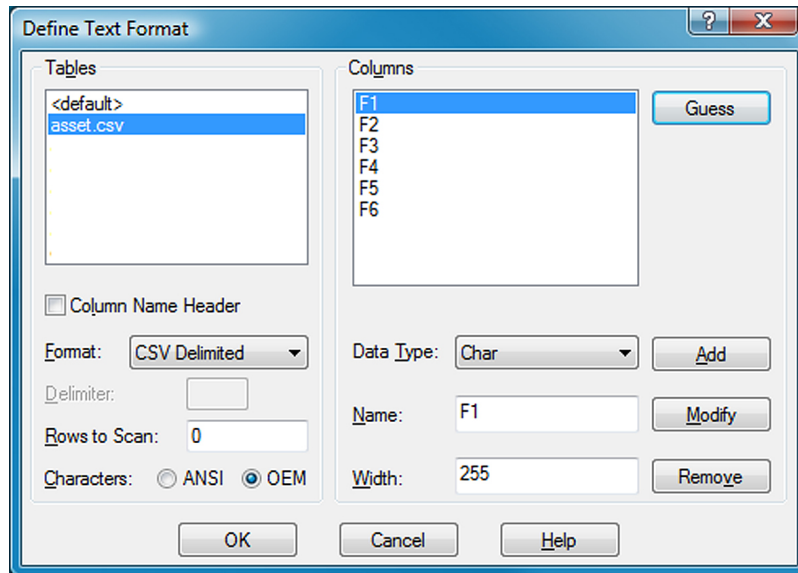 Define Text Format
?
X
Tables
<default>
asset.csv
Column Name Header
Format: CSV Delimited
Delimiter:
Rows to Scan: 0
Characters: ANSI OEM
Columns
F1
F2
F3
F4
F5
F6
Guess
Data Type: Char
Add
Name: F1
Modify
Width: 255
Remove
OK Cancel Help